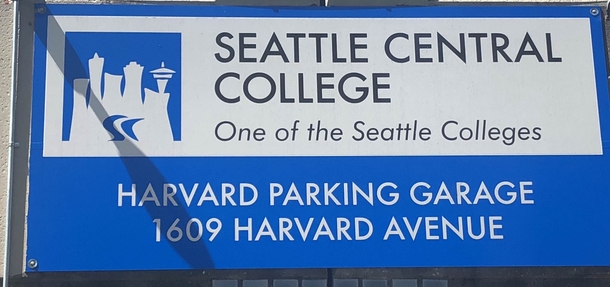 SEATTLE CENTRAL
COLLEGE
One of the Seattle Colleges
HARVARD PARKING GARAGE
1609 HARVARD AVENUE